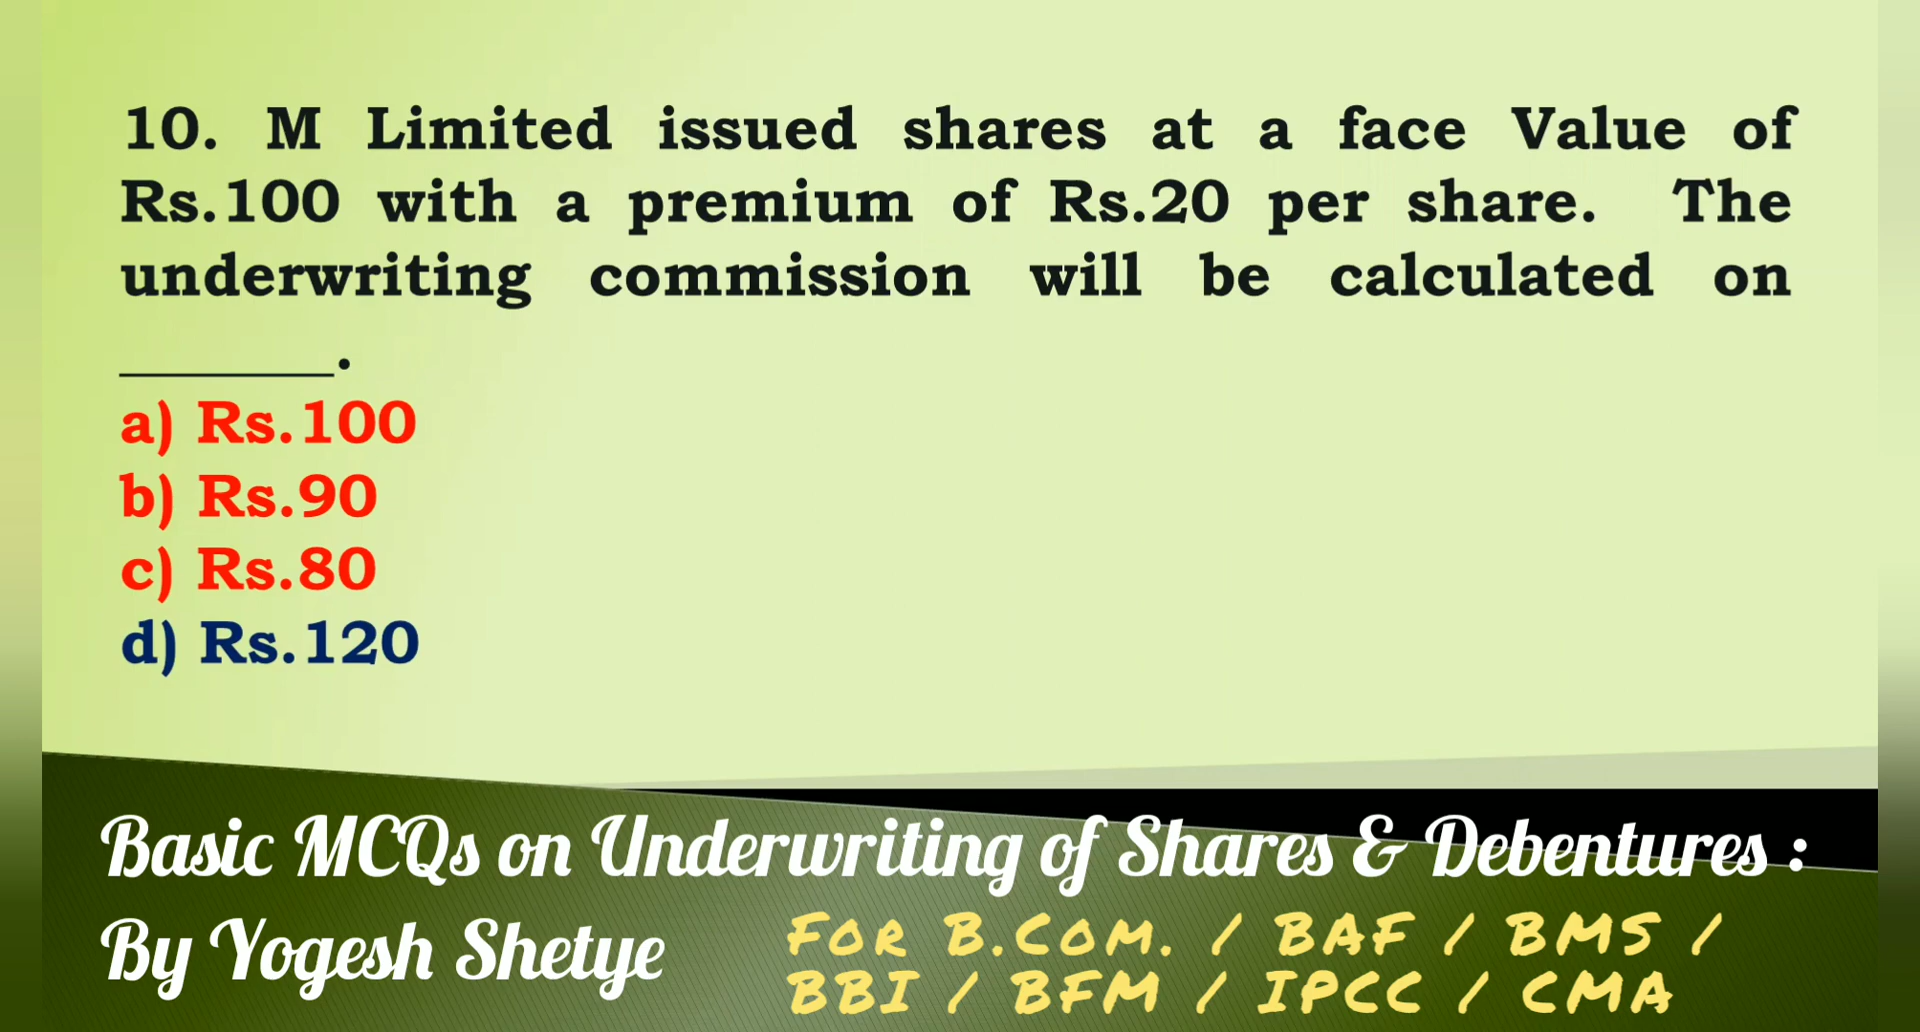 10. M Limited issued shares at a face Value of
Rs.100 with a premium of Rs.20 per share. The
underwriting commission will be calculated on
_______.
a) Rs.100
b) Rs.90
c) Rs.80
d) Rs.120
Basic MCQs on Underwriting of Shares & Debentures :
By Yogesh Shetye
FOR B.COM. / BAF / BMS /
BBI / BFM / IPCC / CMA